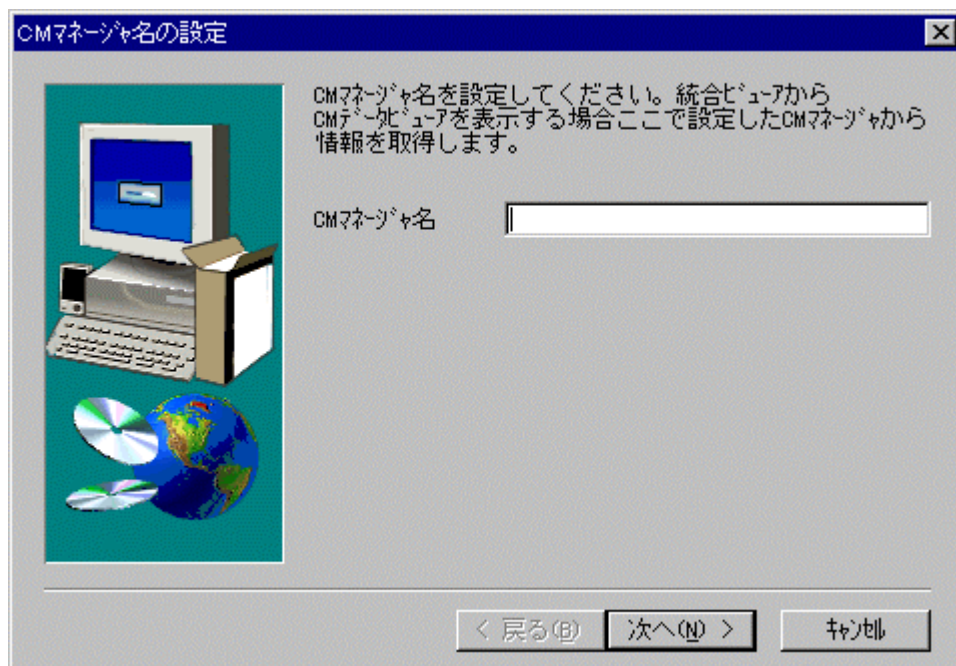 CMﾏﾈｰｼﾞｬ名の設定
CMﾏﾈｰｼﾞｬ名を設定してください。統合ﾋﾞｭｰｱから
CMﾃﾞｰﾀﾋﾞｭｰｱを表示する場合ここで設定したCMﾏﾈｰｼﾞｬから
情報を取得します。
CMﾏﾈｰｼﾞｬ名
< 戻る(B) 次へ(N) > ｷｬﾝｾﾙ